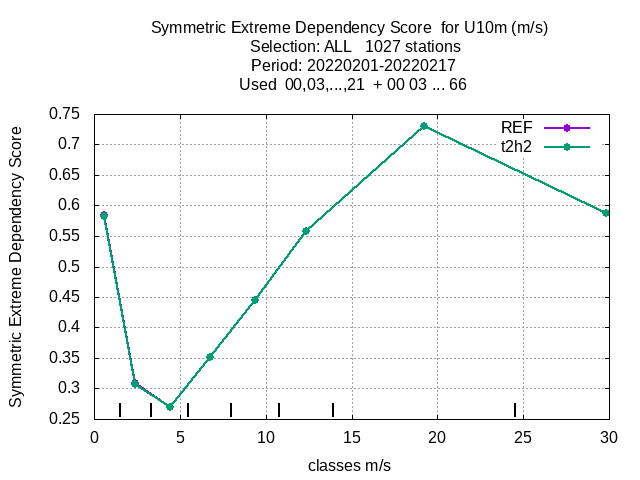 Symmetric Extreme Dependency Score  for U10m (m/s)
Selection: ALL   1027 stations
Period: 20220201-20220217
Used  00,03,...,21  + 00 03 ... 66
Symmetric Extreme Dependency Score
0.75
0.7
0.65
0.6
0.55
0.5
0.45
0.4
0.35
0.3
0.25
REF
t2h2
0 5 10 15 20 25 30
classes m/s